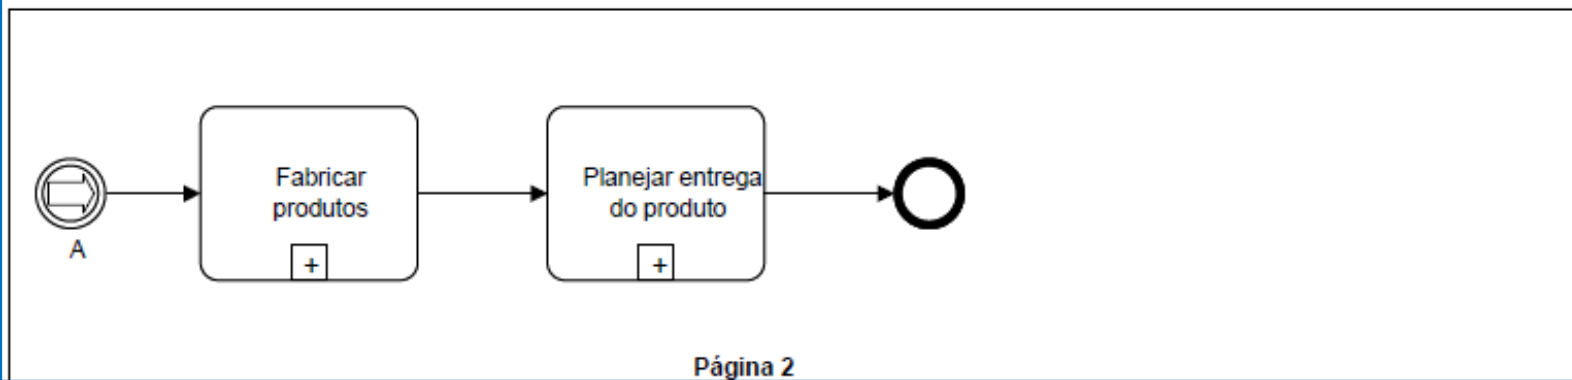 Fabricar
produtos
+
Planejar entrega
do produto
+
A
Página 2